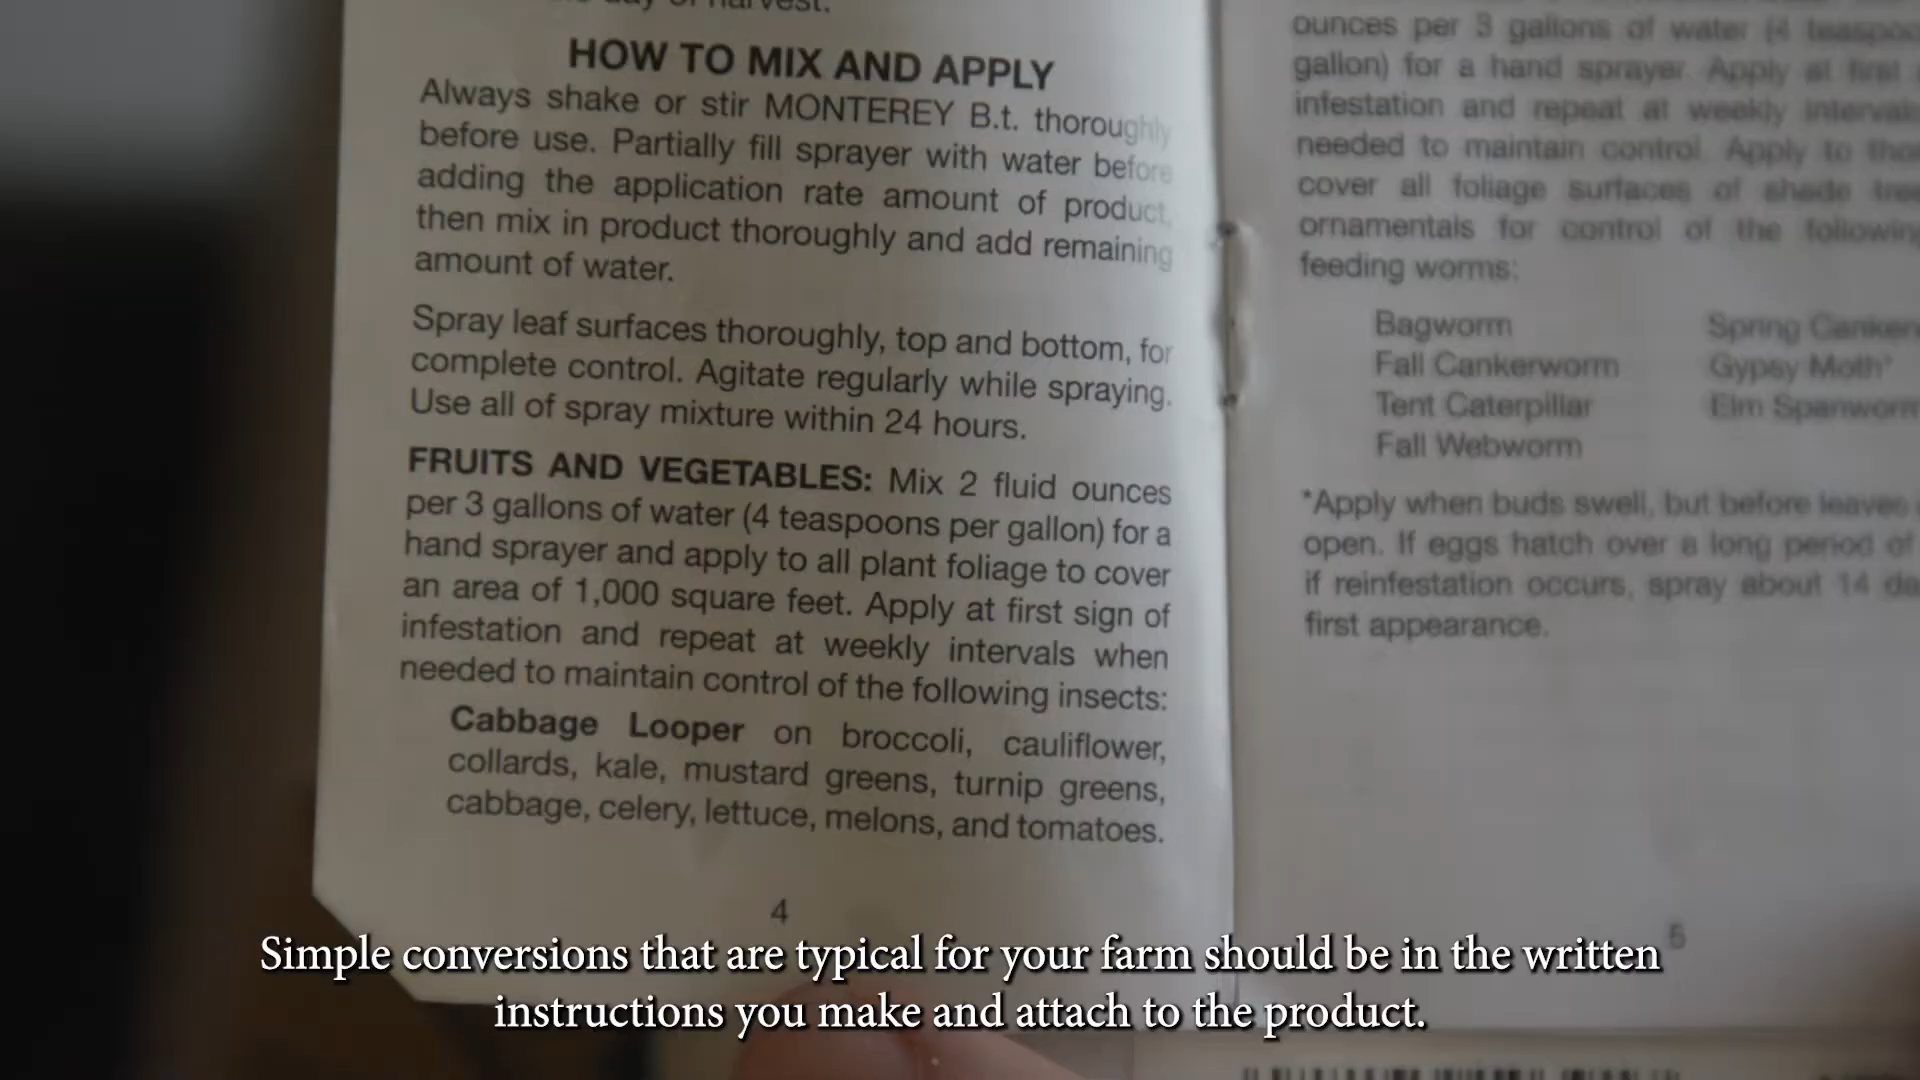 day of harvest.
HOW TO MIX AND APPLY
Always shake or stir MONTEREY B.t. thoroughly
before use. Partially fill sprayer with water before
adding the application rate amount of product,
then mix in product thoroughly and add remaining
amount of water.
Spray leaf surfaces thoroughly, top and bottom, for
complete control. Agitate regularly while spraying.
Use all of spray mixture within 24 hours.
FRUITS AND VEGETABLES: Mix 2 fluid ounces
per 3 gallons of water (4 teaspoons per gallon) for a
hand sprayer and apply to all plant foliage to cover
an area of 1,000 square feet. Apply at first sign of
infestation and repeat at weekly intervals when
needed to maintain control of the following insects:
Cabbage Looper on broccoli, cauliflower,
collards, kale, mustard greens, turnip greens,
cabbage, celery, lettuce, melons, and tomatoes.
4
ounces per 3 gallons of water (4
gallon) for a hand sprayer. Apply at first
infestation and repeat at weekly intervals
needed to maintain control. Apply to
cover all foliage surfaces of shade
ornamentals for control of the following
feeding worms:
Bagworm
Fall Cankerworm
Tent Caterpillar
Fall Webworm
Spring
Gypsy Moth*
Elm Spanworm
*Apply when buds swell, but before leaves
open. If eggs hatch over a long period of
if reinfestation occurs, spray about 14
first appearance.
5
Simple conversions that are typical for your farm should be in the written
instructions you make and attach to the product.